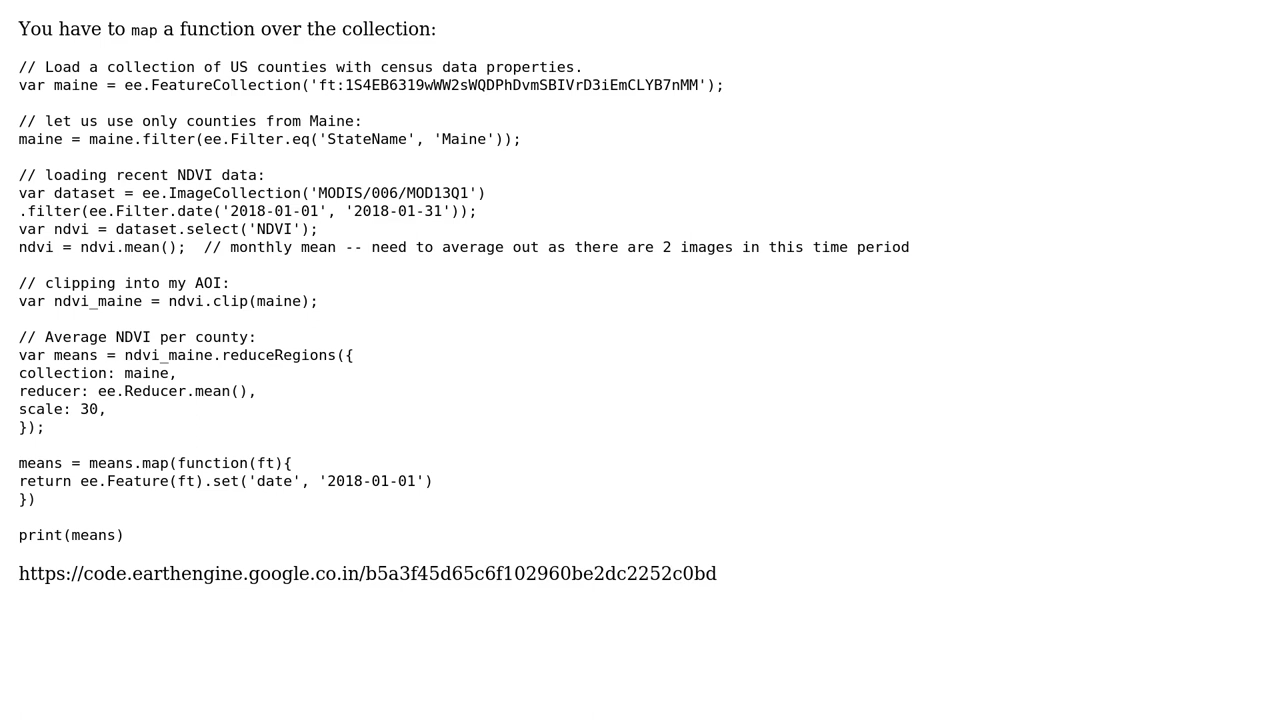 You have to map a function over the collection:
// Load a collection of US counties with census data properties.
var maine = ee.FeatureCollection('ft:1S4EB6319wWW2sWQDPhDvmSBIVrD3iEmCLYB7nMM');
// let us use only counties from Maine:
maine = maine.filter(ee.Filter.eq('StateName', 'Maine'));
// loading recent NDVI data:
var dataset = ee.ImageCollection('MODIS/006/MOD13Q1')
.filter(ee.Filter.date('2018-01-01', '2018-01-31'));
var ndvi = dataset.select('NDVI');
ndvi = ndvi.mean();  // monthly mean -- need to average out as there are 2 images in this time period
// clipping into my AOI:
var ndvi_maine = ndvi.clip(maine);
// Average NDVI per county:
var means = ndvi_maine.reduceRegions({
collection: maine,
reducer: ee.Reducer.mean(),
scale: 30,
});
means = means.map(function(ft){
return ee.Feature(ft).set('date', '2018-01-01')
})
print(means)
https://code.earthengine.google.co.in/b5a3f45d65c6f102960be2dc2252c0bd